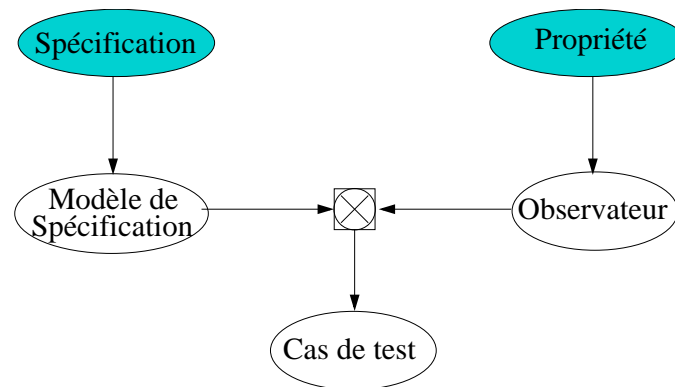 Spécification
Propriété
Modèle de
Spécification
Observateur
Cas de test